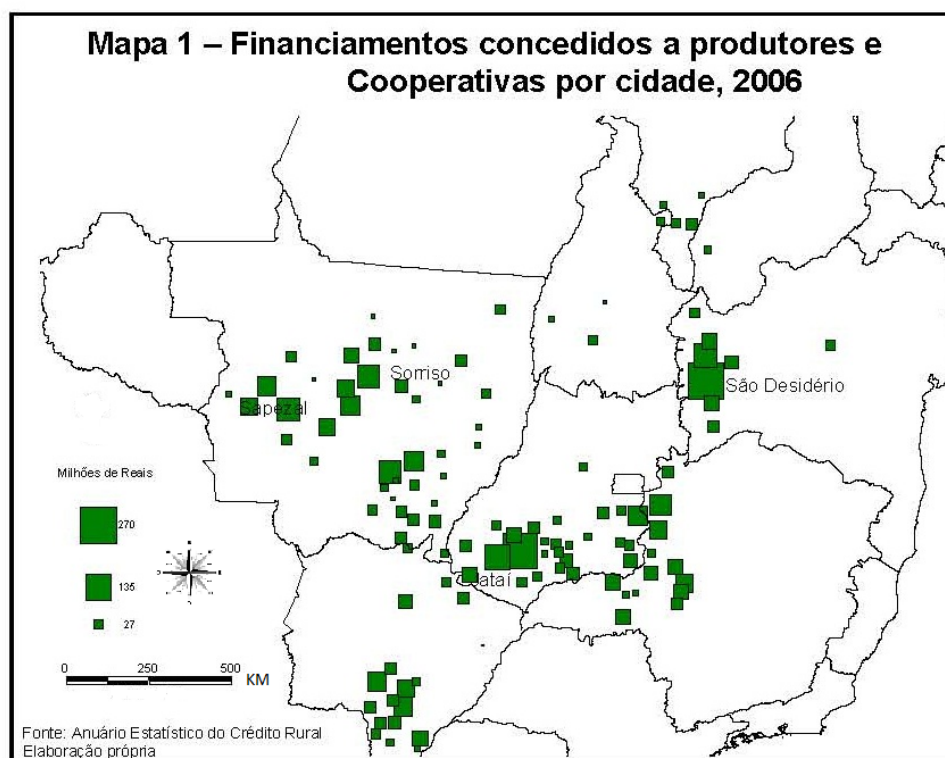 Mapa 1 – Financiamentos concedidos a produtores e
Cooperativas por cidade, 2006
Sorriso
São Desidério
Sapezal
Milhões de Reais
270
135
27
0 250 500
KM
Fonte: Anuário Estatístico do Crédito Rural
Elaboração própria